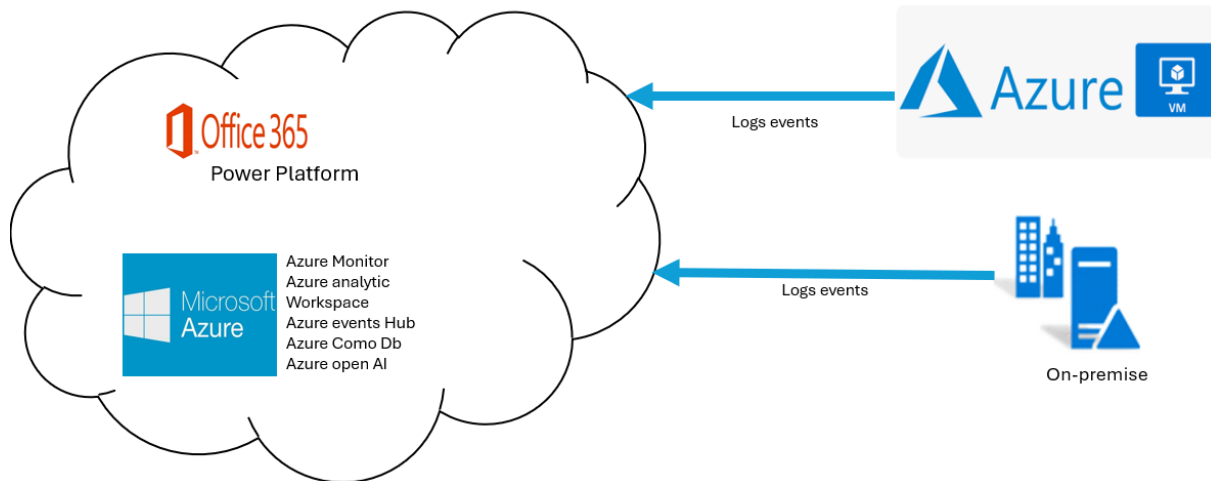 Office 365
Power Platform
Microsoft
Azure
Azure Monitor
Azure analytic
Workspace
Azure events Hub
Azure Como Db
Azure open AI
Logs events
Azure
VM
Logs events
On-premise